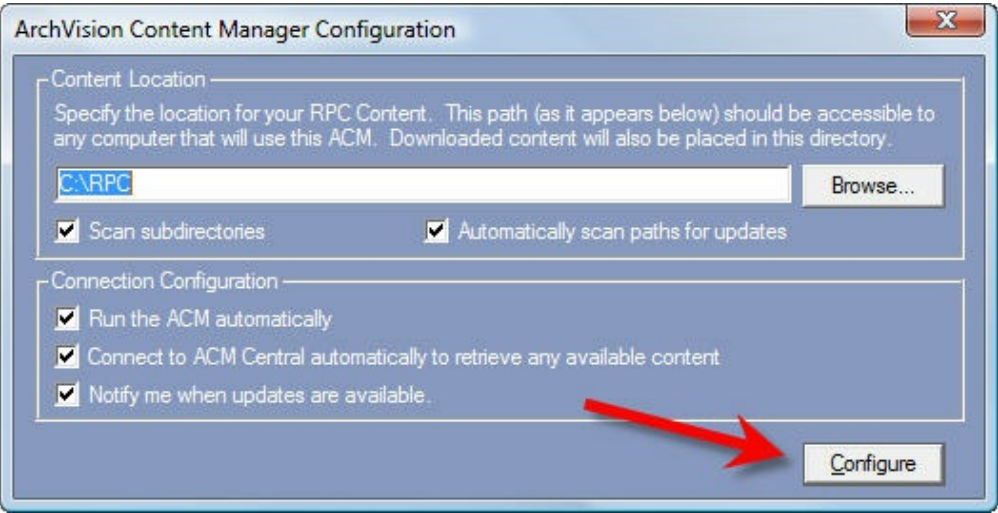 ArchVision Content Manager Configuration
Content Location
Specify the location for your RPC Content.  This path (as it appears below) should be accessible to
any computer that will use this ACM.  Downloaded content will also be placed in this directory.
C:\RPC
Browse...
Scan subdirectories
Automatically scan paths for updates
Connection Configuration
Run the ACM automatically
Connect to ACM Central automatically to retrieve any available content
Notify me when updates are available.
Configure